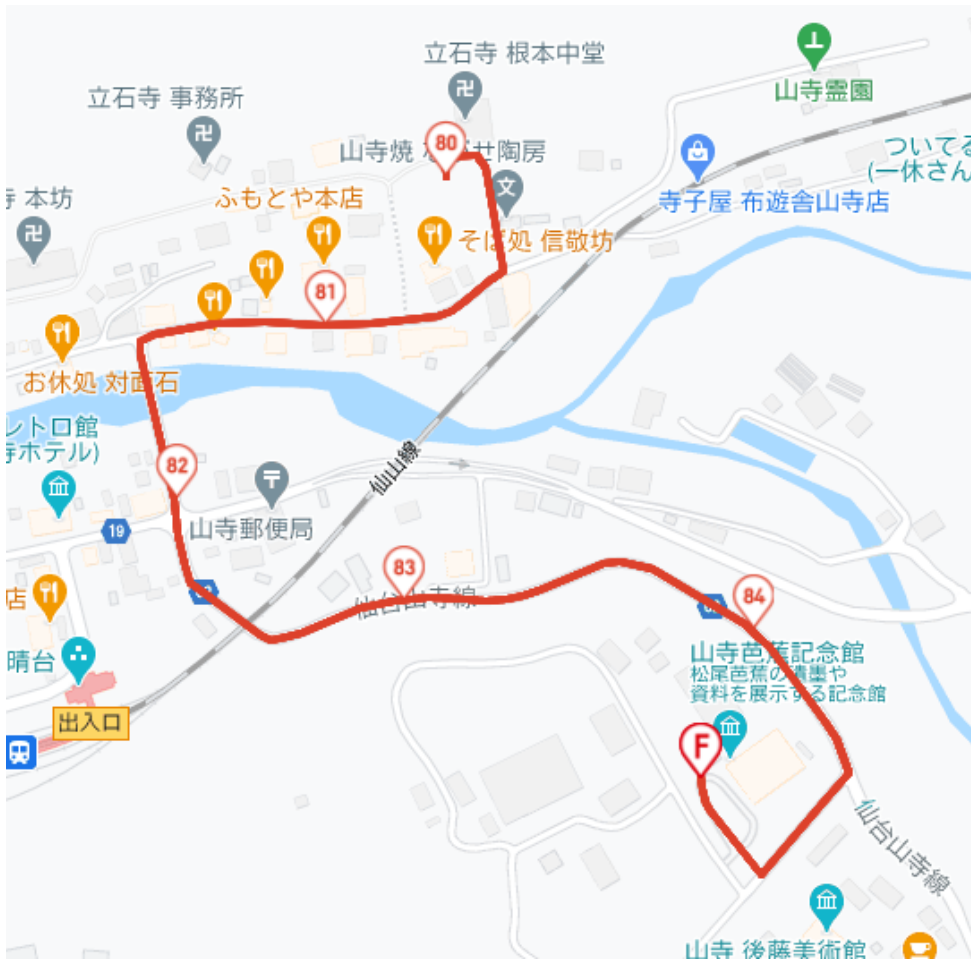 立石寺 根本中堂
山寺霊園
立石寺 事務所
80
山寺焼
せ陶房
ついてる
(一休さん
寺子屋 布遊舎山寺店
寺 本坊
ふもとや本店
そば処 信敬坊
81
お休処 対面石
レトロ館
寺ホテル)
仙山線
82
山寺郵便局
19
83
仙台山寺線
84
店
山寺芭蕉記念館
松尾芭蕉の遺墨や
資料を展示する記念館
晴台
出入口
F
仙台山寺線
山寺 後藤美術館